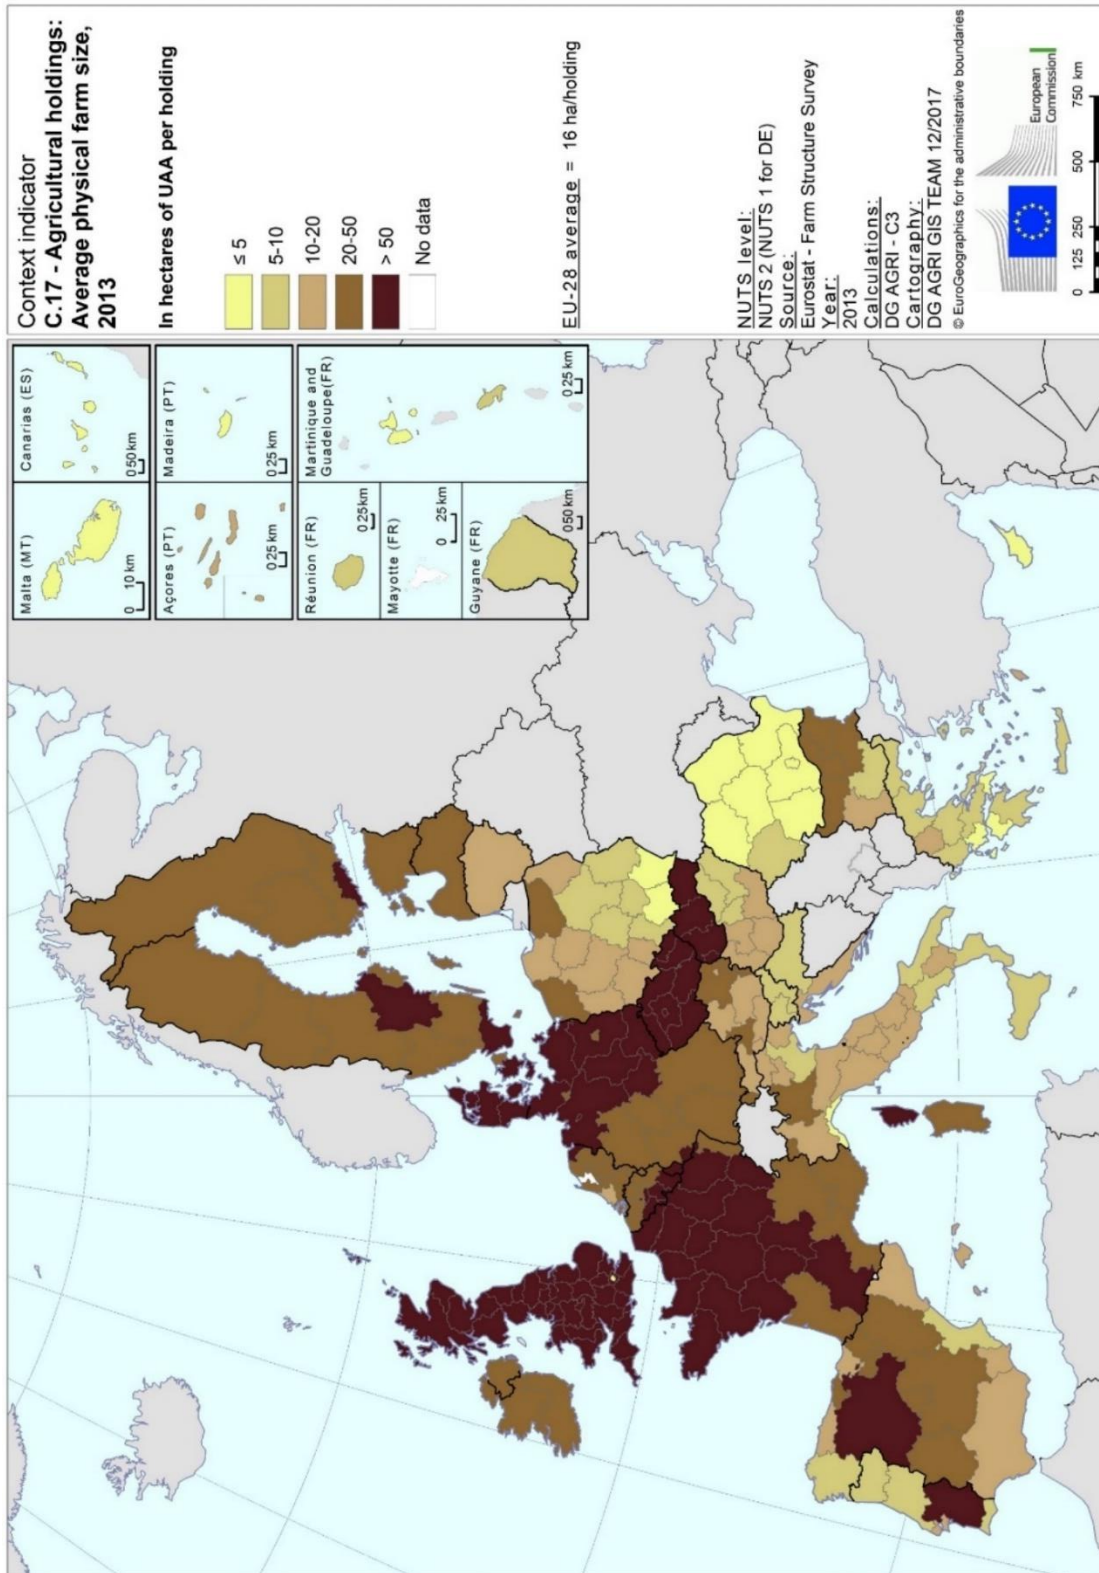 Context indicator
C.17 - Agricultural holdings:
Average physical farm size,
2013
In hectares of UAA per holding
≤ 5
5-10
10-20
20-50
> 50
No data
EU-28 average = 16 ha/holding
NUTS level:
NUTS 2 (NUTS 1 for DE)
Source:
Eurostat - Farm Structure Survey
Year:
2013
Calculations:
DG AGRI - C3
Cartography:
DG AGRI GIS TEAM 12/2017
© EuroGeographics for the administrative boundaries
European
Commission
0 125 250 500 750 km
Malta (MT)
0 10 km
Canarias (ES)
0 50 km
Açores (PT)
0 25 km
Madeira (PT)
0 25 km
Réunion (FR)
0 25 km
Mayotte (FR)
0 25 km
Guyane (FR)
0 50 km
Martinique and
Guadeloupe(FR)
0 25 km